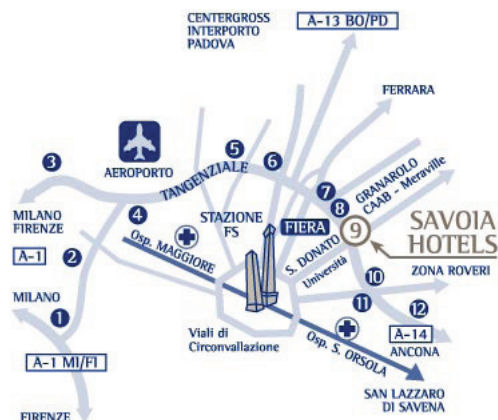 CENTERGROSS
INTERPORTO
PADOVA
A-13 BO/PD
FERRARA
AEROPORTO
TANGENZIALE
3
5
6
7
8
9
4
2
1
10
11
12
MILANO
FIRENZE
A-1
MILANO
A-1 MI/FI
FIRENZE
STAZIONE
FS
FIERA
Osp. MAGGIORE
S. DONATO
Università
GRANAROLO
CAAB - Meraville
SAVOIA
HOTELS
ZONA ROVERI
Viali di
Circonvallazione
Osp. S. ORSOLA
A-14
ANCONA
SAN LAZZARO
DI SAVENA